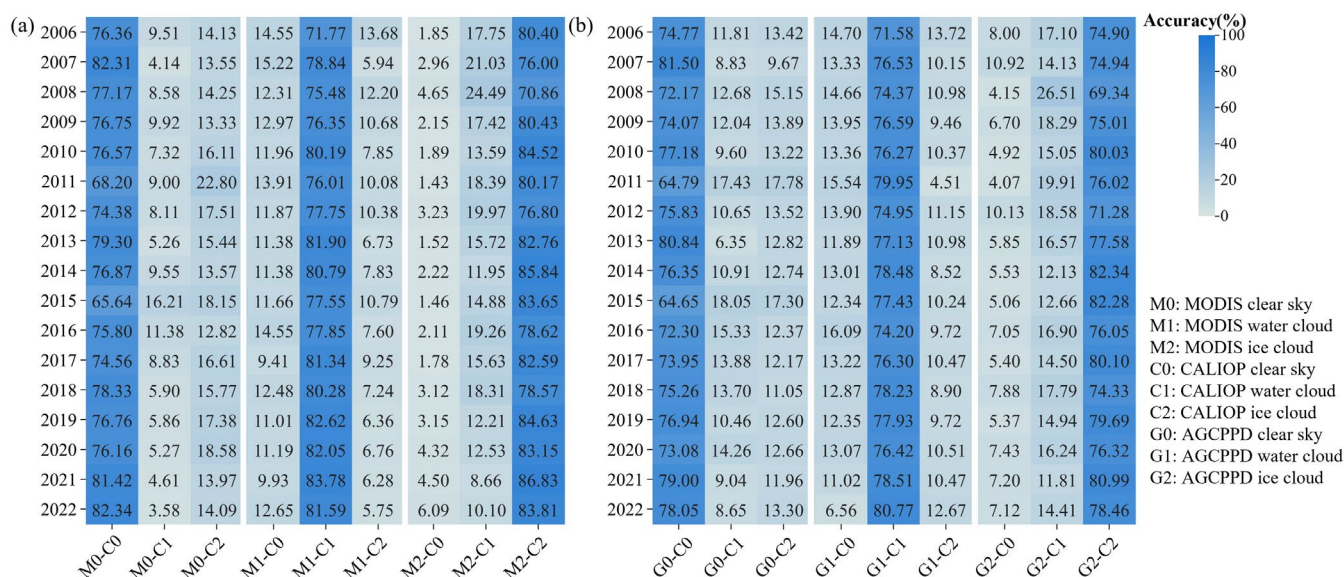 (a)
2006 76.36 9.51 14.13 14.55 71.77 13.68 1.85 17.75 80.40
2007 82.31 4.14 13.55 15.22 78.84 5.94 2.96 21.03 76.00
2008 77.17 8.58 14.25 12.31 75.48 12.20 4.65 24.49 70.86
2009 76.75 9.92 13.33 12.97 76.35 10.68 2.15 17.42 80.43
2010 76.57 7.32 16.11 11.96 80.19 7.85 1.89 13.59 84.52
2011 68.20 9.00 22.80 13.91 76.01 10.08 1.43 18.39 80.17
2012 74.38 8.11 17.51 11.87 77.75 10.38 3.23 19.97 76.80
2013 79.30 5.26 15.44 11.38 81.90 6.73 1.52 15.72 82.76
2014 76.87 9.55 13.57 11.38 80.79 7.83 2.22 11.95 85.84
2015 65.64 16.21 18.15 11.66 77.55 10.79 1.46 14.88 83.65
2016 75.80 11.38 12.82 14.55 77.85 7.60 2.11 19.26 78.62
2017 74.56 8.83 16.61 9.41 81.34 9.25 1.78 15.63 82.59
2018 78.33 5.90 15.77 12.48 80.28 7.24 3.12 18.31 78.57
2019 76.76 5.86 17.38 11.01 82.62 6.36 3.15 12.21 84.63
2020 76.16 5.27 18.58 11.19 82.05 6.76 4.32 12.53 83.15
2021 81.42 4.61 13.97 9.93 83.78 6.28 4.50 8.66 86.83
2022 82.34 3.58 14.09 12.65 81.59 5.75 6.09 10.10 83.81
M0-C0 M0-C1 M0-C2 M1-C0 M1-C1 M1-C2 M2-C0 M2-C1 M2-C2
(b)
2006 74.77 11.81 13.42 14.70 71.58 13.72 8.00 17.10 74.90
2007 81.50 8.83 9.67 13.33 76.53 10.15 10.92 14.13 74.94
2008 72.17 12.68 15.15 14.66 74.37 10.98 4.15 26.51 69.34
2009 74.07 12.04 13.89 13.95 76.59 9.46 6.70 18.29 75.01
2010 77.18 9.60 13.22 13.36 76.27 10.37 4.92 15.05 80.03
2011 64.79 17.43 17.78 15.54 79.95 4.51 4.07 19.91 76.02
2012 75.83 10.65 13.52 13.90 74.95 11.15 10.13 18.58 71.28
2013 80.84 6.35 12.82 11.89 77.13 10.98 5.85 16.57 77.58
2014 76.35 10.91 12.74 13.01 78.48 8.52 5.53 12.13 82.34
2015 64.65 18.05 17.30 12.34 77.43 10.24 5.06 12.66 82.28
2016 72.30 15.33 12.37 16.09 74.20 9.72 7.05 16.90 76.05
2017 73.95 13.88 12.17 13.22 76.30 10.47 5.40 14.50 80.10
2018 75.26 13.70 11.05 12.87 78.23 8.90 7.88 17.79 74.33
2019 76.94 10.46 12.60 12.35 77.93 9.72 5.37 14.94 79.69
2020 73.08 14.26 12.66 13.07 76.42 10.51 7.43 16.24 76.32
2021 79.00 9.04 11.96 11.02 78.51 10.47 7.20 11.81 80.99
2022 78.05 8.65 13.30 6.56 80.77 12.67 7.12 14.41 78.46
G0-C0 G0-C1 G0-C2 G1-C0 G1-C1 G1-C2 G2-C0 G2-C1 G2-C2
Accuracy(%)
100
80
60
40
20
0
M0: MODIS clear sky
M1: MODIS water cloud
M2: MODIS ice cloud
C0: CALIOP clear sky
C1: CALIOP water cloud
C2: CALIOP ice cloud
G0: AGCPPD clear sky
G1: AGCPPD water cloud
G2: AGCPPD ice cloud